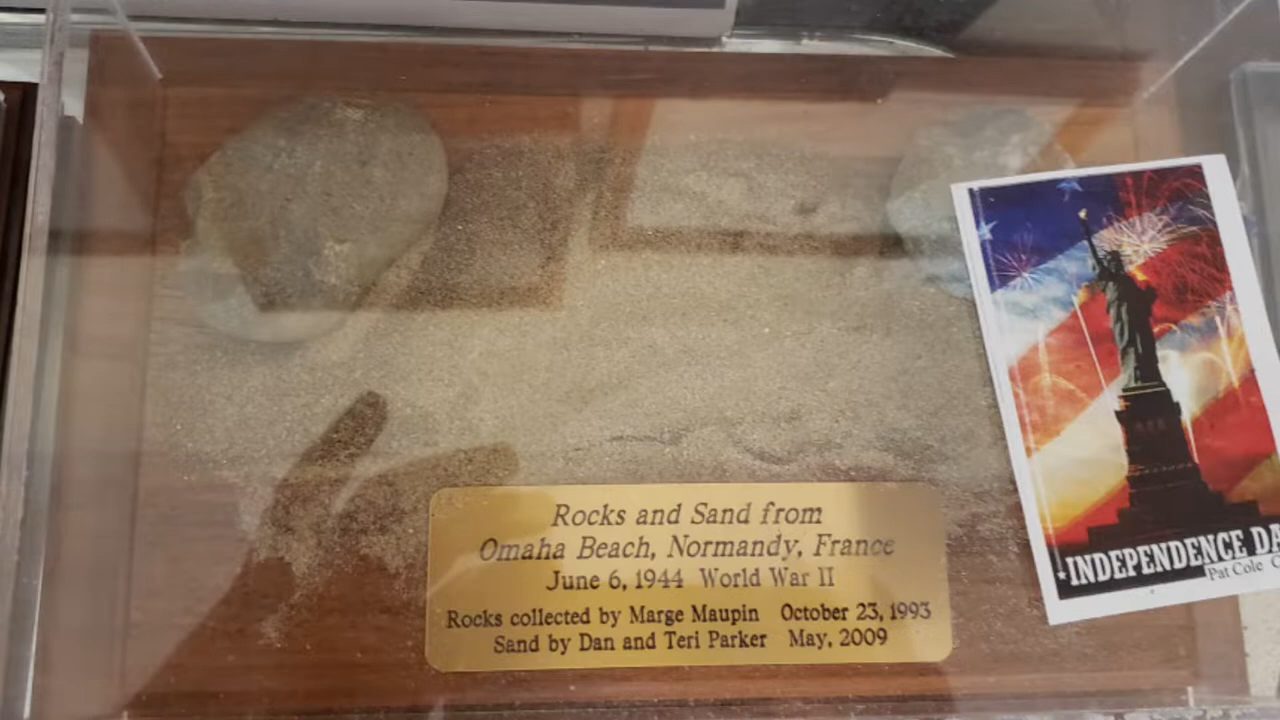 Rocks and Sand from
Omaha Beach, Normandy, France
June 6, 1944 World War II
Rocks collected by Marge Maupin October 23, 1993
Sand by Dan and Teri Parker May, 2009
INDEPENDENCE DA
Pat Cole